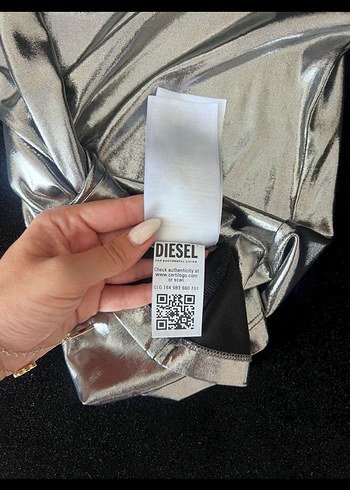 DIESEL
FOR SUCCESSFUL LIVING
Check authenticity at
www.certilogo.com
or scan